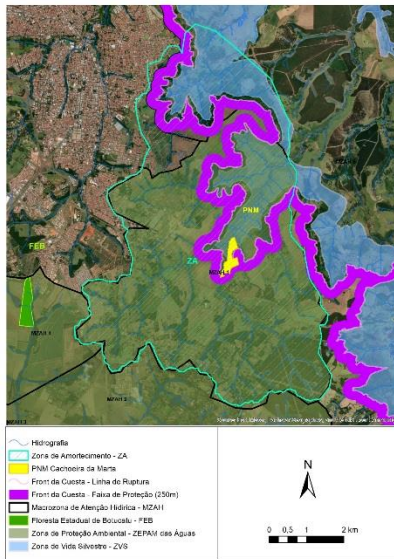 FEB
PNM
ZA
Hidrografia
Zona de Amortecimento - ZA
PNM Cachoeira da Marta
Front da Cuesta - Linha de Ruptura
Front da Cuesta - Faixa de Proteção (250m)
Macrozona de Atenção Hídrica - MZAH
Floresta Estadual de Botucatu - FEB
Zona de Proteção Ambiental - ZEPAM das Águas
Zona de Vida Silvestre - ZVS
N
0 0,5 1 2 km